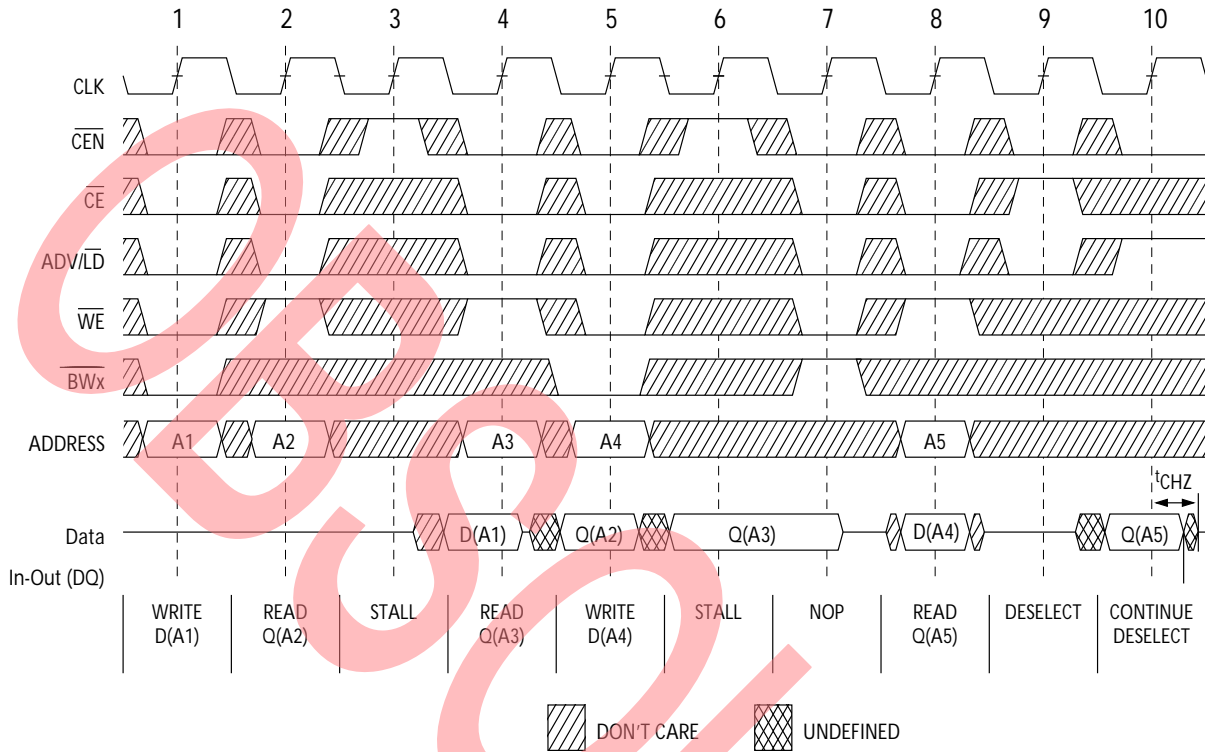 1 2 3 4 5 6 7 8 9 10
CLK
CEN
CE
ADV/LD
WE
BWx
ADDRESS A1 A2 A3 A4 A5
tCHZ
Data D(A1) Q(A2) Q(A3) D(A4) Q(A5)
In-Out (DQ)
WRITE READ STALL READ WRITE STALL NOP READ DESELECT CONTINUE
D(A1) Q(A2) Q(A3) D(A4) Q(A5) DESELECT
DON'T CARE UNDEFINED